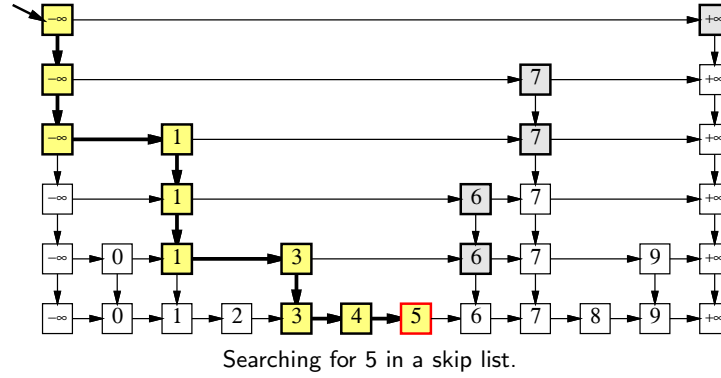 −∞ +∞
−∞ 7 +∞
−∞ 1 7 +∞
−∞ 1 6 7 +∞
−∞ 0 1 3 6 7 9 +∞
−∞ 0 1 2 3 4 5 6 7 8 9 +∞
Searching for 5 in a skip list.